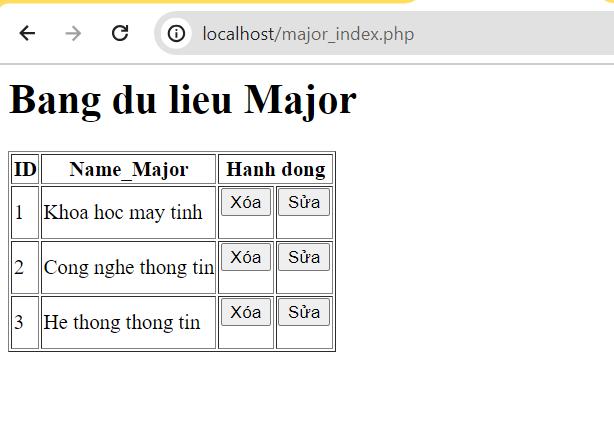 localhost/major_index.php
Bang du lieu Major
ID Name_Major Hanh dong
1 Khoa hoc may tinh Xóa Sửa
2 Cong nghe thong tin Xóa Sửa
3 He thong thong tin Xóa Sửa